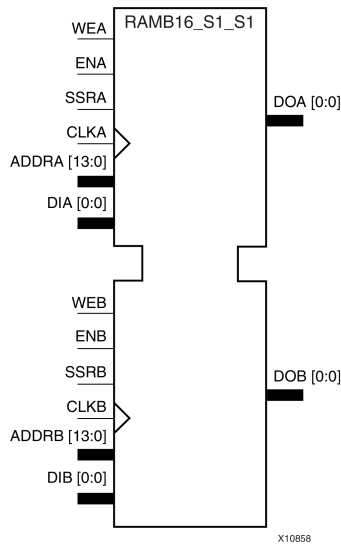 RAMB16_S1_S1
WEA
ENA
SSRA
CLKA
ADDRA [13:0]
DIA [0:0]
DOA [0:0]
WEB
ENB
SSRB
CLKB
ADDRB [13:0]
DIB [0:0]
DOB [0:0]
X10858